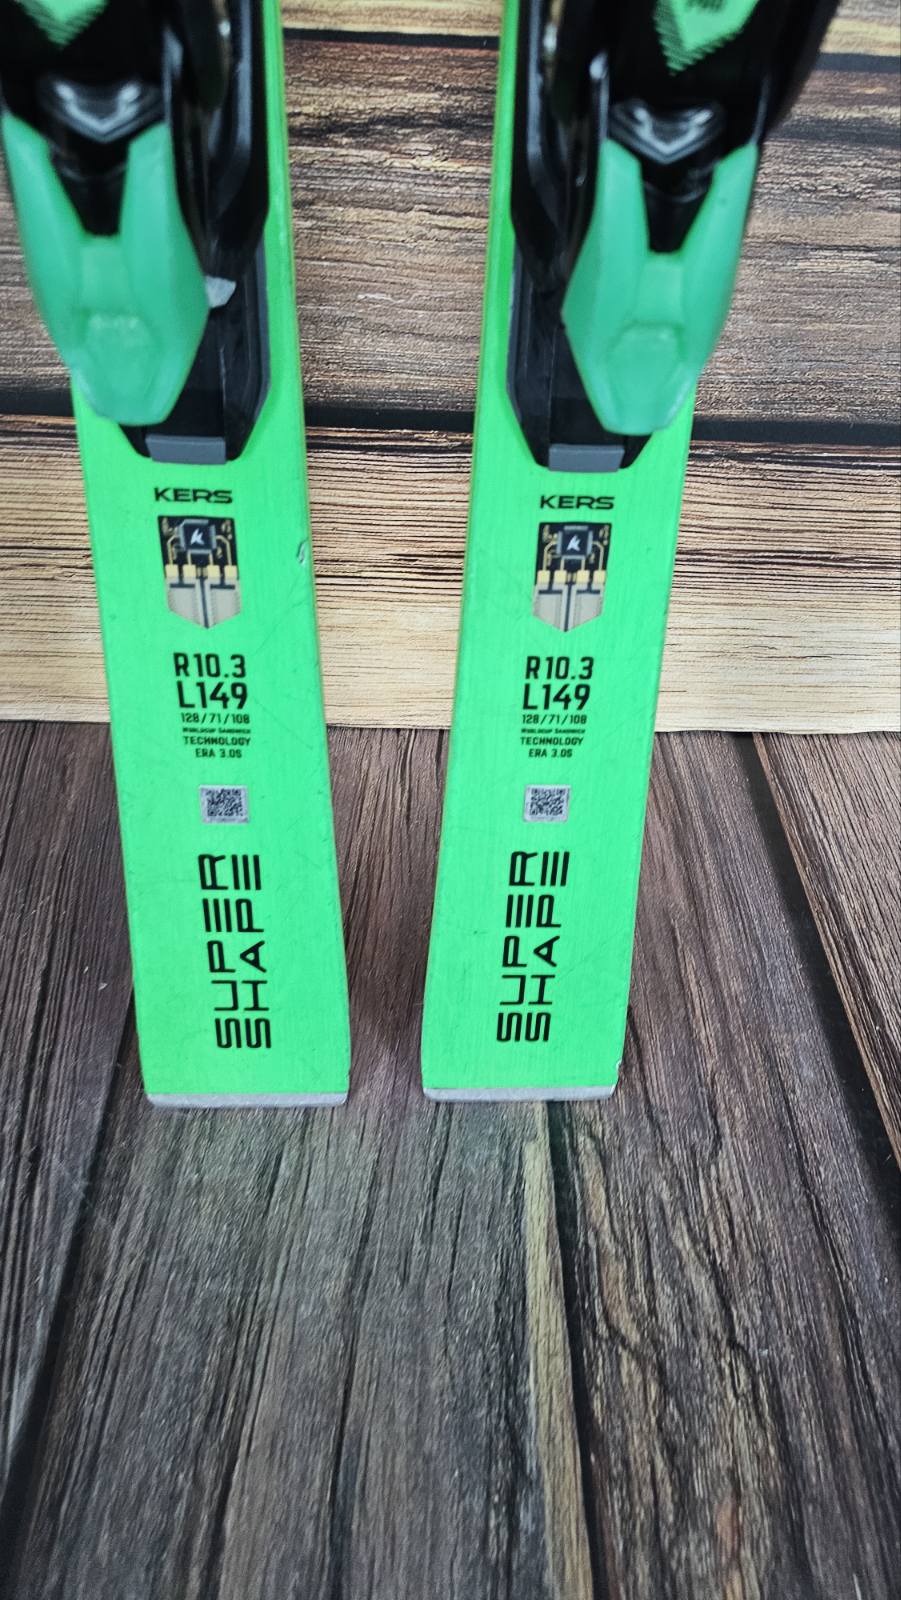 KERS
R10.3
L149
128/71/108
WORLDCUP SANDWICH
TECHNOLOGY
ERA 3.0S
SUPER
SHAPE
KERS
R10.3
L149
128/71/108
WORLDCUP SANDWICH
TECHNOLOGY
ERA 3.0S
SUPER
SHAPE